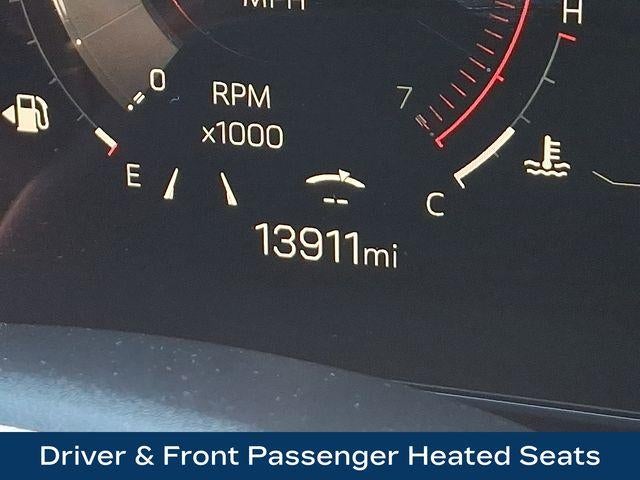 MPH
H
0
RPM
7
x1000
E
C
--
13911mi
Driver & Front Passenger Heated Seats